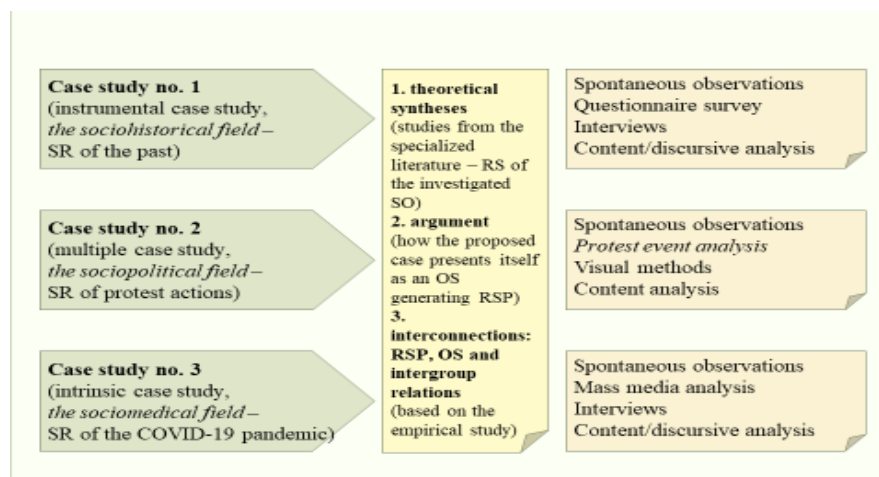 Case study no. 1
(instrumental case study,
the sociohistorical field –
SR of the past)
Case study no. 2
(multiple case study,
the sociopolitical field –
SR of protest actions)
Case study no. 3
(intrinsic case study,
the sociomedical field –
SR of the COVID-19 pandemic)
1. theoretical
syntheses
(studies from the
specialized
literature – RS of
the investigated
SO)
2. argument
(how the proposed
case presents itself
as an OS
generating RSP)
3.
interconnections:
RSP, OS and
intergroup
relations
(based on the
empirical study)
Spontaneous observations
Questionnaire survey
Interviews
Content/discursive analysis
Spontaneous observations
Protest event analysis
Visual methods
Content analysis
Spontaneous observations
Mass media analysis
Interviews
Content/discursive analysis